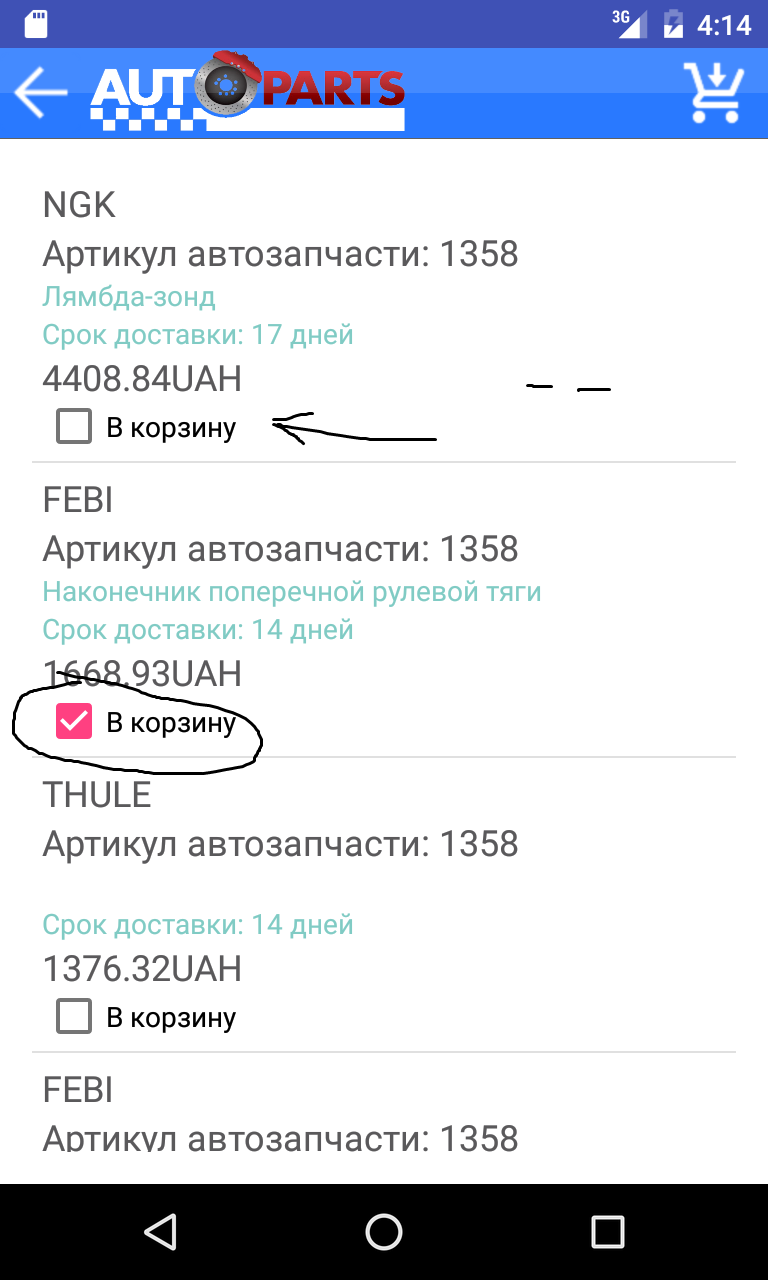 3G 4:14
AUTOPARTS
NGK
Артикул автозапчасти: 1358
Лямбда-зонд
Срок доставки: 17 дней
4408.84UAH
В корзину
FEBI
Артикул автозапчасти: 1358
Наконечник поперечной рулевой тяги
Срок доставки: 14 дней
1668.93UAH
В корзину
THULE
Артикул автозапчасти: 1358
Срок доставки: 14 дней
1376.32UAH
В корзину
FEBI
Артикул автозапчасти: 1358